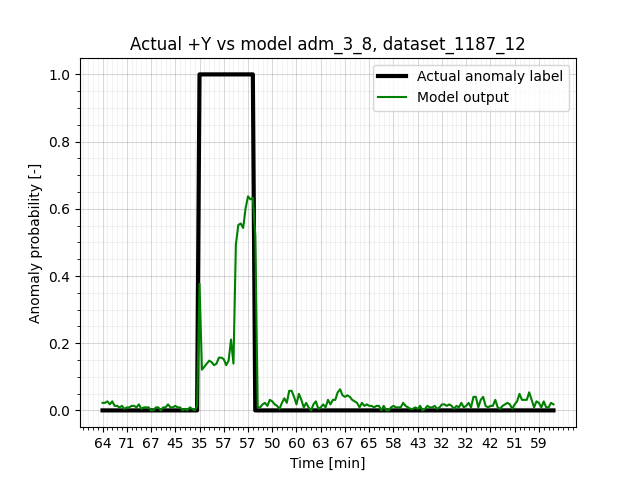 Actual +Y vs model adm_3_8, dataset_1187_12
Actual anomaly label
Model output
Anomaly probability [-]
1.0
0.8
0.6
0.4
0.2
0.0
64 71 67 45 35 57 57 50 60 63 67 65 58 43 32 32 42 51 59
Time [min]